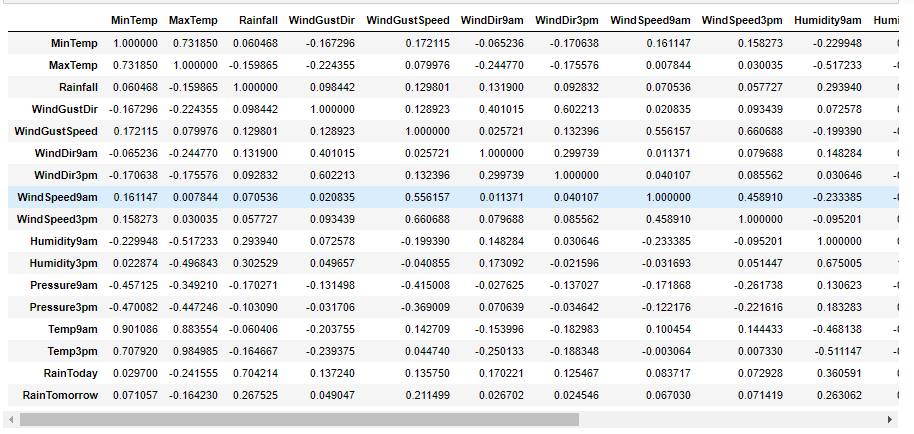 MinTemp MaxTemp Rainfall WindGustDir WindGustSpeed WindDir9am WindDir3pm WindSpeed9am WindSpeed3pm Humidity9am
MinTemp 1.000000 0.731850 0.060468 -0.167296 0.172115 -0.065236 -0.170638 0.161147 0.158273 -0.229948
MaxTemp 0.731850 1.000000 -0.159865 -0.224355 0.079976 -0.244770 -0.175576 0.007844 0.030035 -0.517233
Rainfall 0.060468 -0.159865 1.000000 0.098442 0.129801 0.131900 0.092832 0.070536 0.057727 0.293940
WindGustDir -0.167296 -0.224355 0.098442 1.000000 0.128923 0.401015 0.602213 0.020835 0.093439 0.072578
WindGustSpeed 0.172115 0.079976 0.129801 0.128923 1.000000 0.025721 0.132396 0.556157 0.660688 -0.199390
WindDir9am -0.065236 -0.244770 0.131900 0.401015 0.025721 1.000000 0.299739 0.011371 0.079688 0.148284
WindDir3pm -0.170638 -0.175576 0.092832 0.602213 0.132396 0.299739 1.000000 0.040107 0.085562 0.030646
WindSpeed9am 0.161147 0.007844 0.070536 0.020835 0.556157 0.011371 0.040107 1.000000 0.458910 -0.233385
WindSpeed3pm 0.158273 0.030035 0.057727 0.093439 0.660688 0.079688 0.085562 0.458910 1.000000 -0.095201
Humidity9am -0.229948 -0.517233 0.293940 0.072578 -0.199390 0.148284 0.030646 -0.233385 -0.095201 1.000000
Humidity3pm 0.022874 -0.496843 0.302529 0.049657 -0.040855 0.173092 -0.021596 -0.031693 0.051447 0.675005
Pressure9am -0.457125 -0.349210 -0.170271 -0.131498 -0.415008 -0.027625 -0.137027 -0.171868 -0.261738 0.130623
Pressure3pm -0.470082 -0.447246 -0.103090 -0.031706 -0.369009 0.070639 -0.034642 -0.122176 -0.221616 0.183283
Temp9am 0.901086 0.883554 -0.060406 -0.203755 0.142709 -0.153996 -0.182983 0.100454 0.144433 -0.468138
Temp3pm 0.707920 0.984985 -0.164667 -0.239375 0.044740 -0.250133 -0.188348 -0.003064 0.007330 -0.511147
RainToday 0.029700 -0.241555 0.704214 0.137240 0.135750 0.170221 0.125467 0.083717 0.072928 0.360591
RainTomorrow 0.071057 -0.164230 0.267525 0.049047 0.211499 0.026702 0.024546 0.067030 0.071419 0.263062